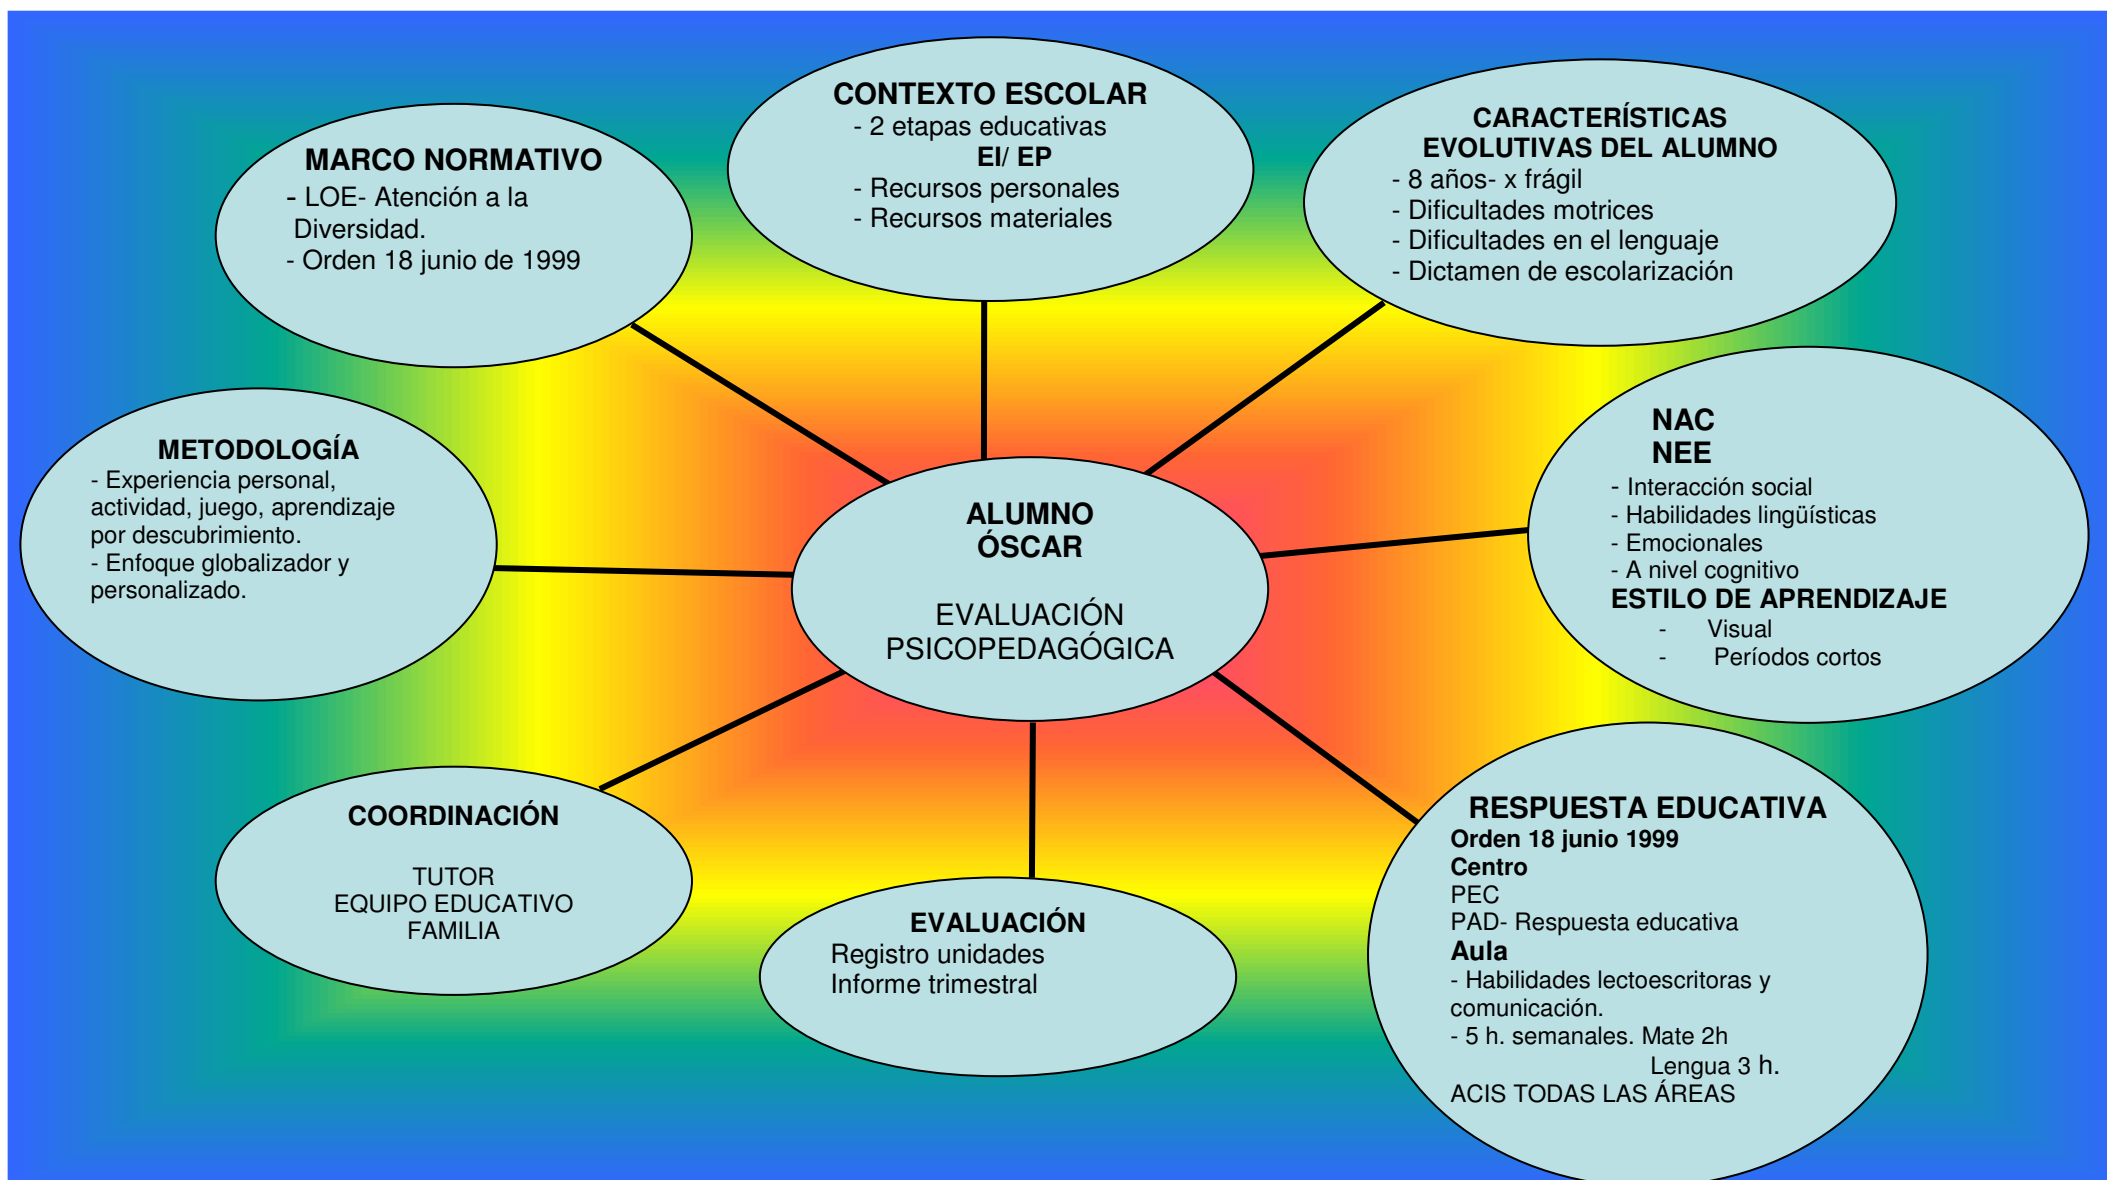 MARCO NORMATIVO
- LOE- Atención a la
Diversidad.
- Orden 18 junio de 1999
CONTEXTO ESCOLAR
- 2 etapas educativas
EI/ EP
- Recursos personales
- Recursos materiales
CARACTERÍSTICAS
EVOLUTIVAS DEL ALUMNO
- 8 años- x frágil
- Dificultades motrices
- Dificultades en el lenguaje
- Dictamen de escolarización
METODOLOGÍA
- Experiencia personal,
actividad, juego, aprendizaje
por descubrimiento.
- Enfoque globalizador y
personalizado.
ALUMNO
ÓSCAR
EVALUACIÓN
PSICOPEDAGÓGICA
NAC
NEE
- Interacción social
- Habilidades lingüísticas
- Emocionales
- A nivel cognitivo
ESTILO DE APRENDIZAJE
- Visual
- Períodos cortos
COORDINACIÓN
TUTOR
EQUIPO EDUCATIVO
FAMILIA
EVALUACIÓN
Registro unidades
Informe trimestral
RESPUESTA EDUCATIVA
Orden 18 junio 1999
Centro
PEC
PAD- Respuesta educativa
Aula
- Habilidades lectoescritoras y
comunicación.
- 5 h. semanales. Mate 2h
Lengua 3 h.
ACIS TODAS LAS ÁREAS